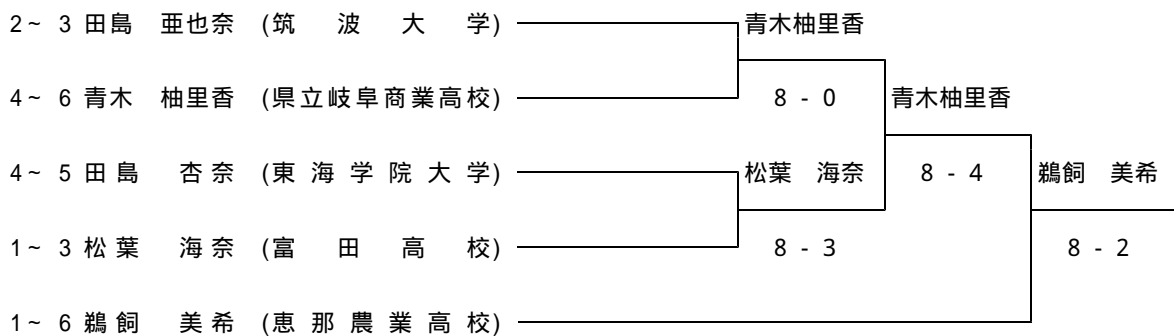 2~ 3 田島 亜也奈 (筑波大学) 青木柚里香
4~ 6 青木 柚里香 (県立岐阜商業高校) 8 - 0 青木柚里香
4~ 5 田島 杏奈 (東海学院大学) 松葉 海奈 8 - 4 鵜飼 美希
1~ 3 松葉 海奈 (富田高校) 8 - 3 8 - 2
1~ 6 鵜飼 美希 (恵那農業高校)